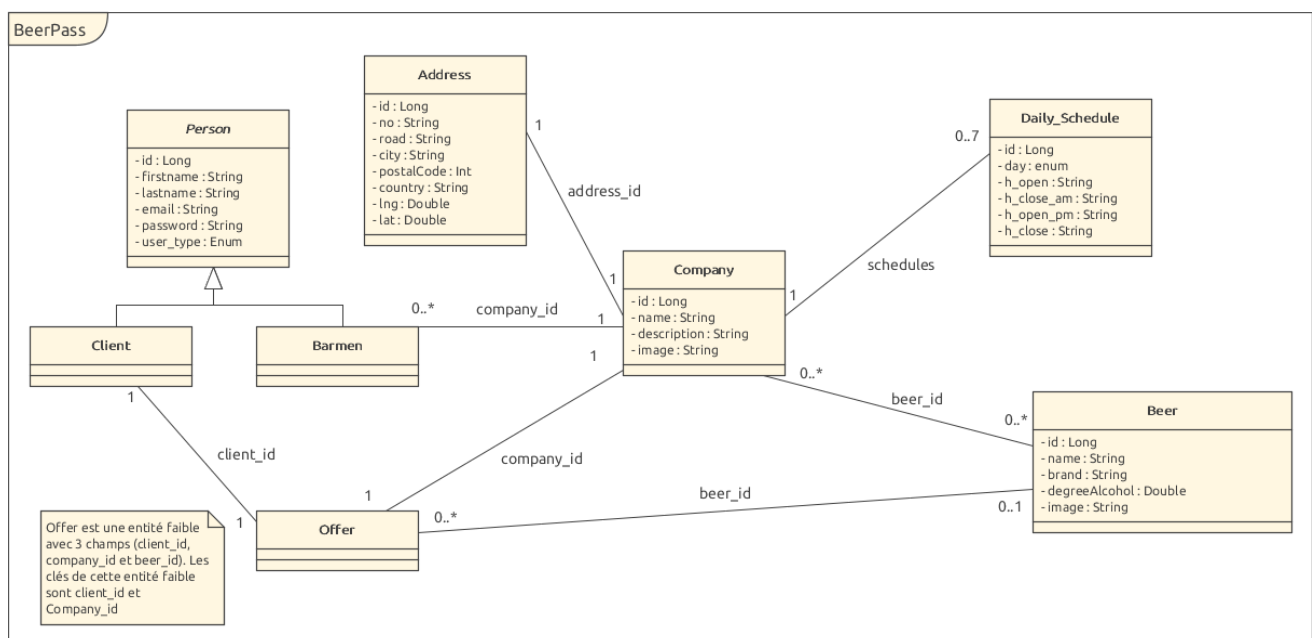 BeerPass
Address
- id : Long
- no : String
- road : String
- city : String
- postalCode : Int
- country : String
- lng : Double
- lat : Double
Person
- id : Long
- firstname : String
- lastname : String
- email : String
- password : String
- user_type : Enum
Daily_Schedule
- id : Long
- day : enum
- h_open : String
- h_close_am : String
- h_open_pm : String
- h_close : String
1
0..7
address_id
schedules
1
1
Company
- id : Long
- name : String
- description : String
- image : String
0..*
company_id
1
Client
Barmen
1
0..*
beer_id
0..*
Beer
- id : Long
- name : String
- brand : String
- degreeAlcohol : Double
- image : String
1
client_id
company_id
beer_id
1
1
0..*
0..1
Offer
Offer est une entité faible
avec 3 champs (client_id,
company_id et beer_id). Les
clés de cette entité faible
sont client_id et
Company_id